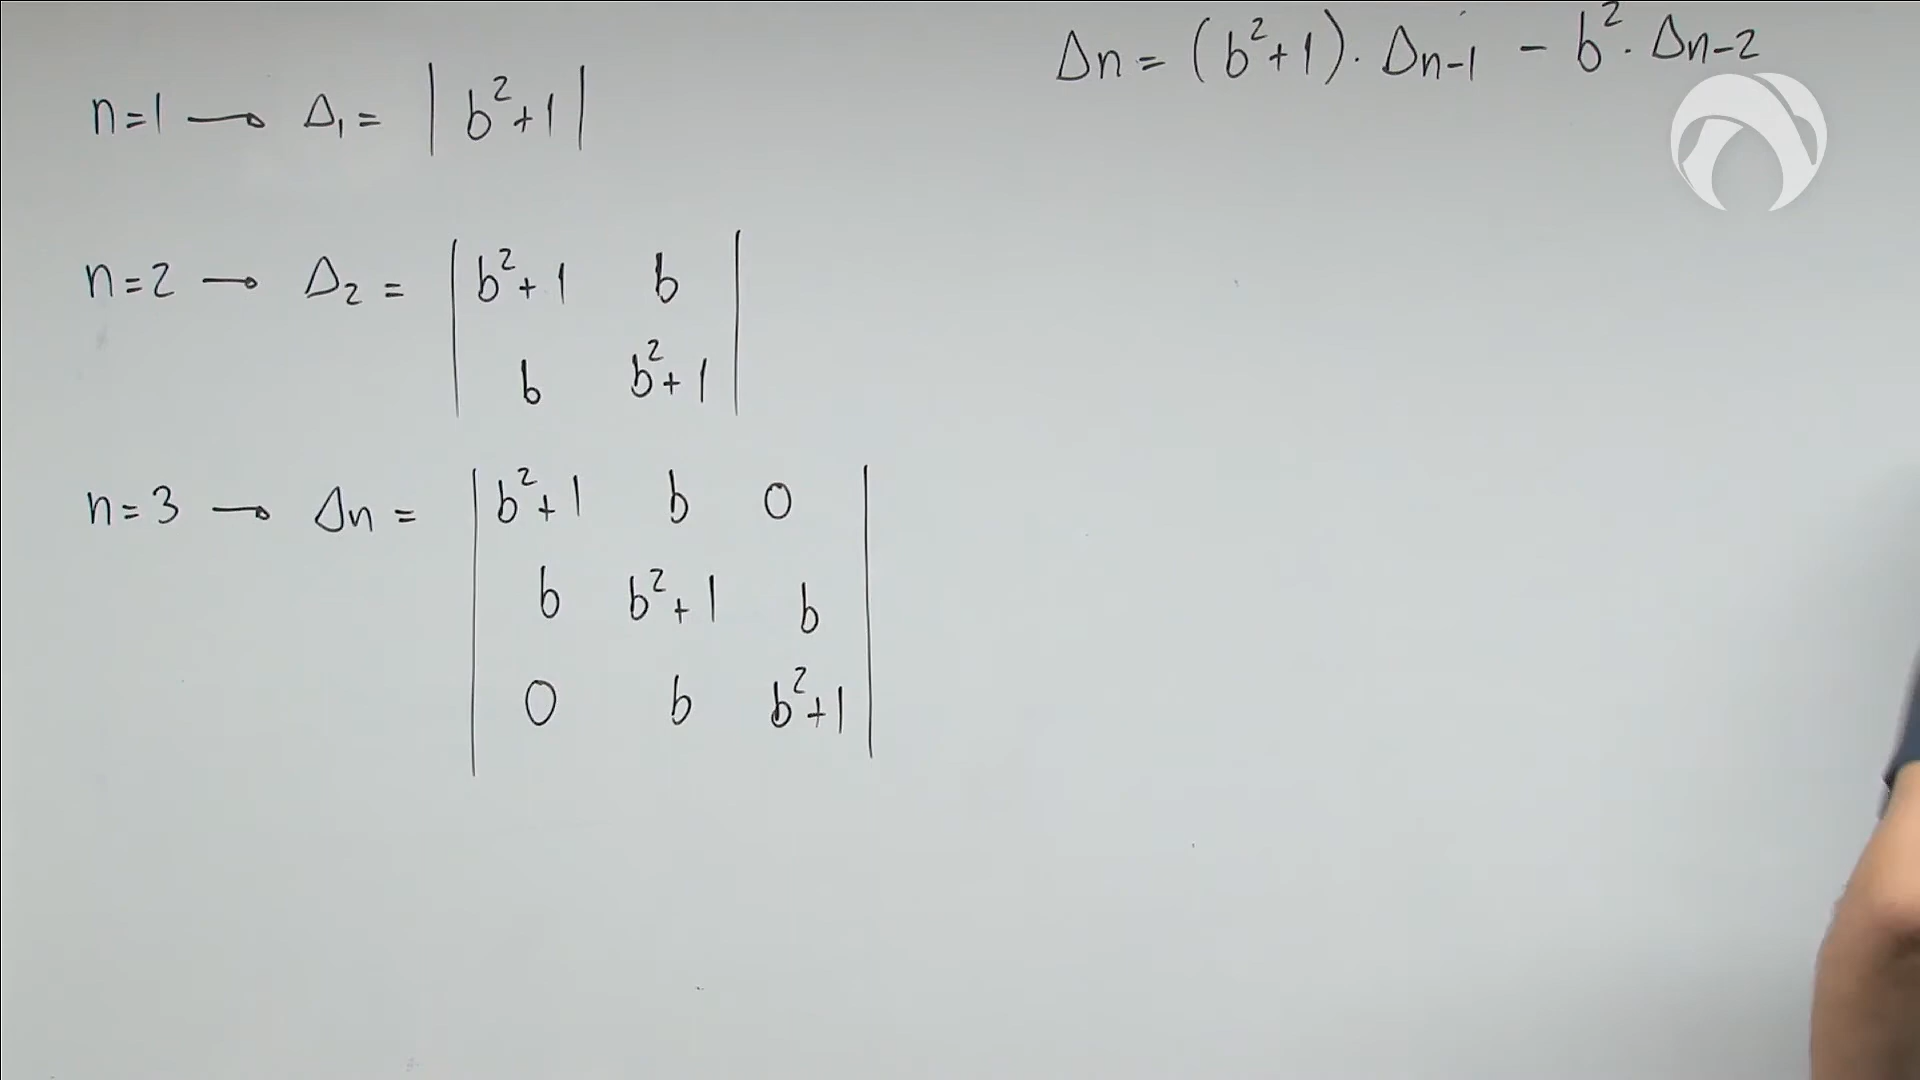 Δn = (b²+1) · Δn-1 - b² · Δn-2
n=1 → Δ₁ = | b²+1 |
n=2 → Δ₂ = | b²+1 b |
| b b²+1 |
n=3 → Δn = | b²+1 b 0 |
| b b²+1 b |
| 0 b b²+1 |